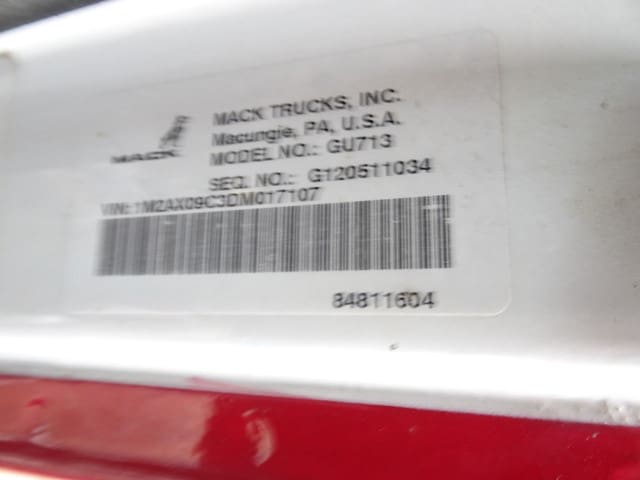 MACK
MACK TRUCKS, INC.
Macungie, PA, U.S.A.
MODEL NO.: GU713
SEQ. NO.: G120511034
VIN: 1M2AX09C3DM017107
84811604